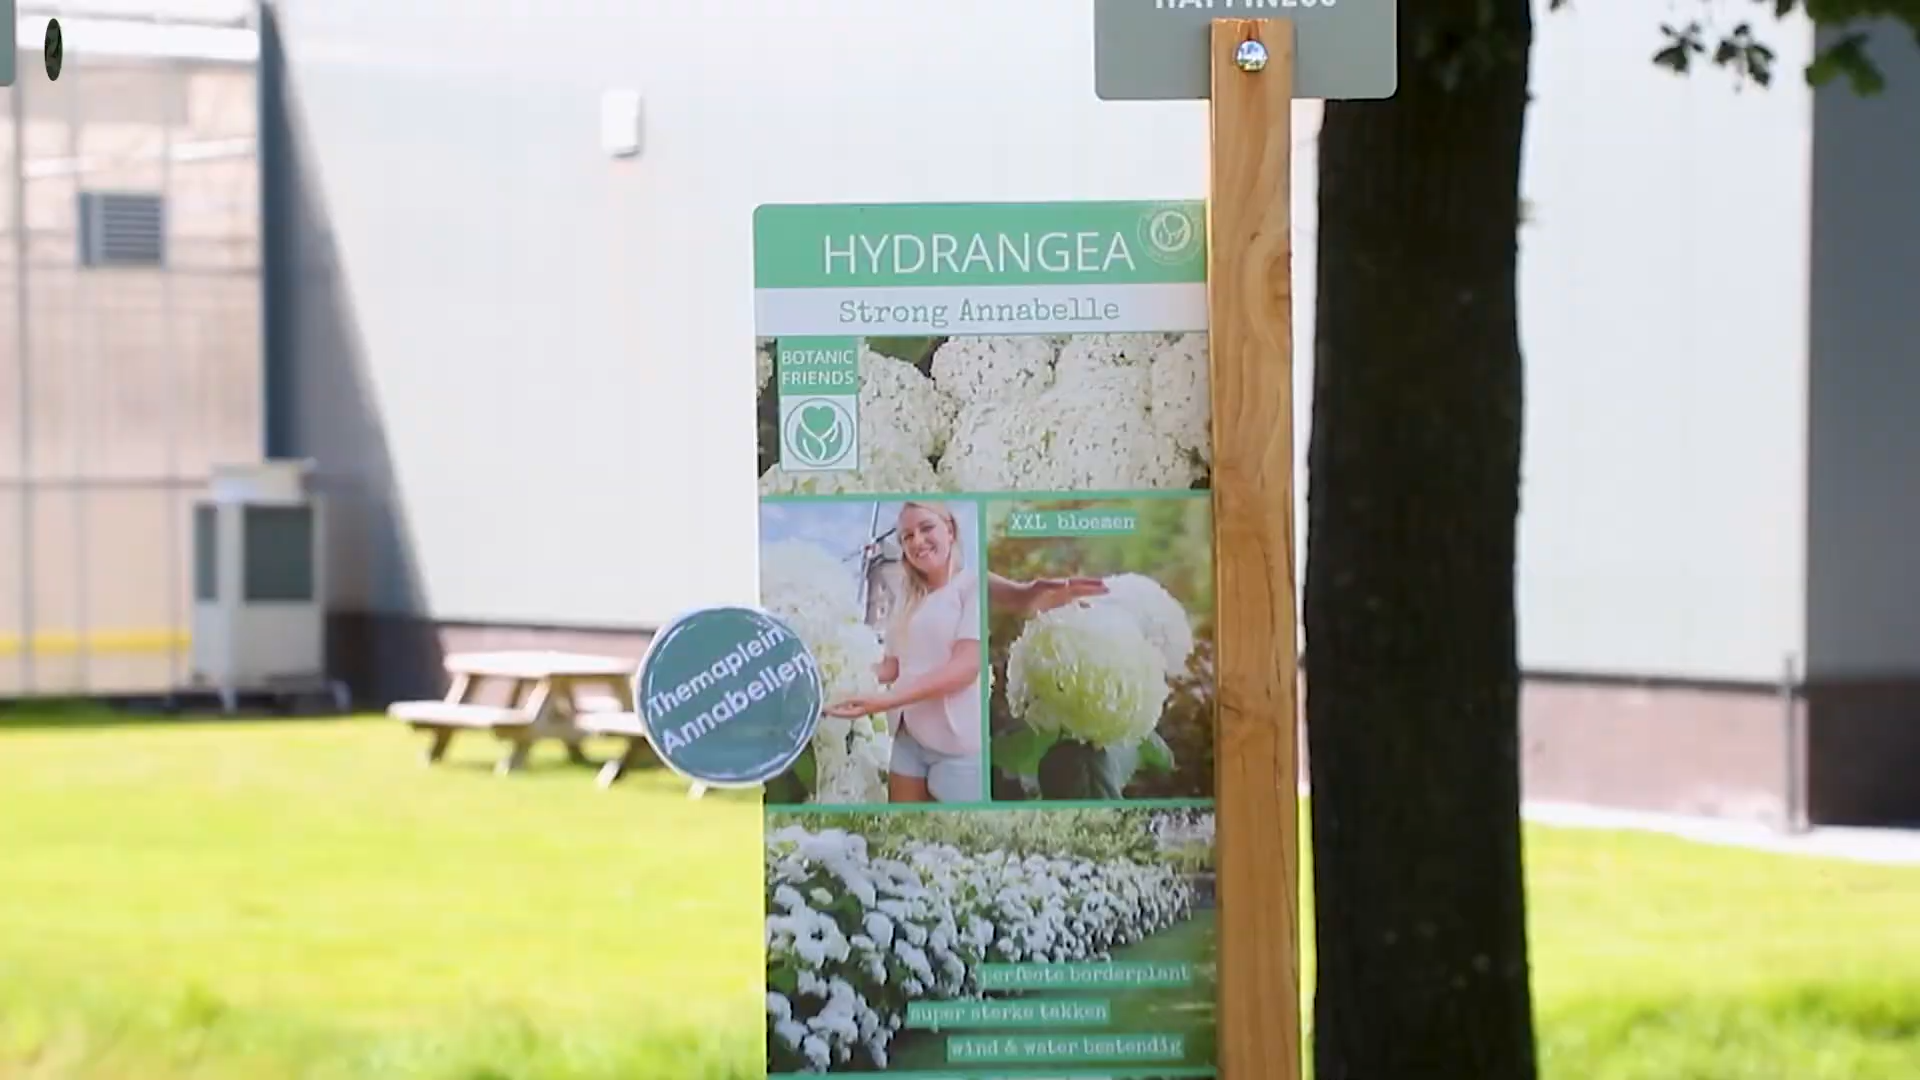 HYDRANGEA
Strong Annabelle
BOTANIC
FRIENDS
XXL bloemen
Themaplein
Annabellen
perfecte borderplant
super sterke takken
wind & water bestendig